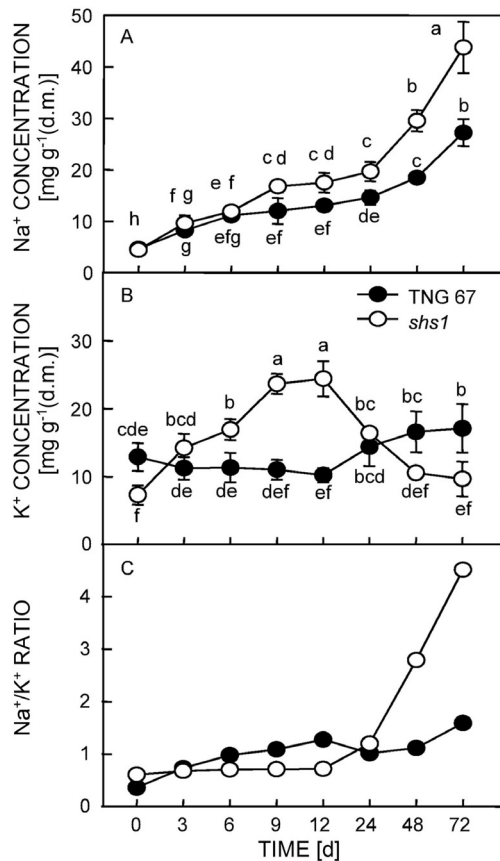 50
A
a
40
b
30
b
c
c d
c d
20
e f
c
f g
h
10
de
efg
ef
ef
g
0
Na⁺ CONCENTRATION
[mg g⁻¹(d.m.)]
B
TNG 67
shs1
30
a
a
b
bc
bc
b
20
cde
bcd
10
de
de
def
ef
bcd
def
ef
f
0
K⁺ CONCENTRATION
[mg g⁻¹(d.m.)]
C
4
3
2
1
0
Na⁺/K⁺ RATIO
0 3 6 9 12 24 48 72
TIME [d]